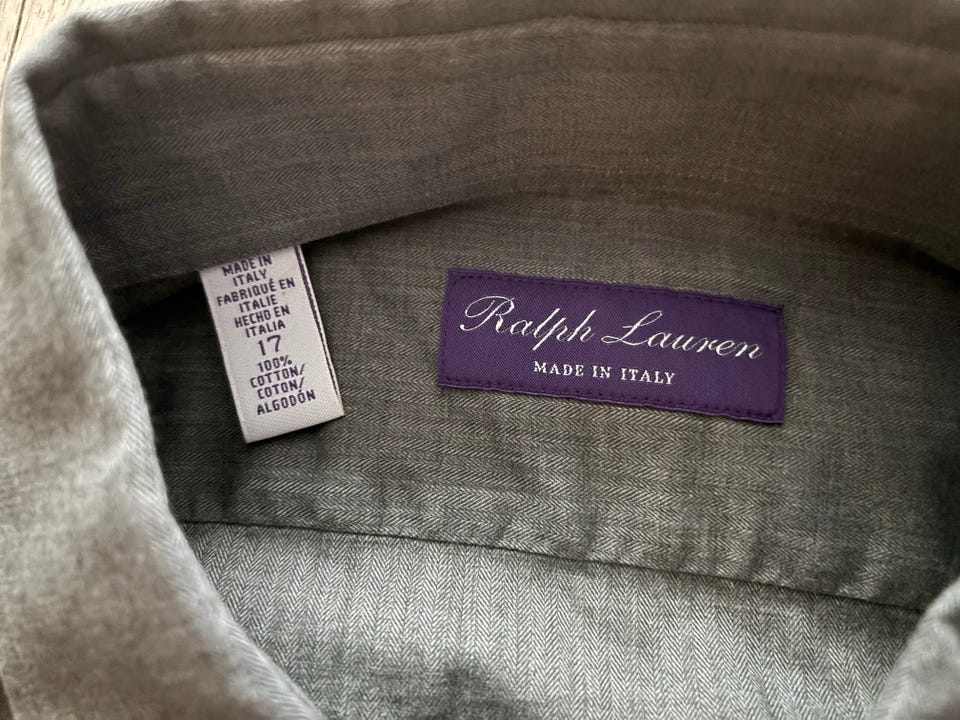 MADE IN
ITALY
FABRIQUÉ EN
ITALIE
HECHO EN
ITALIA
17
100%
COTTON/
COTON/
ALGODÓN
Ralph Lauren
MADE IN ITALY